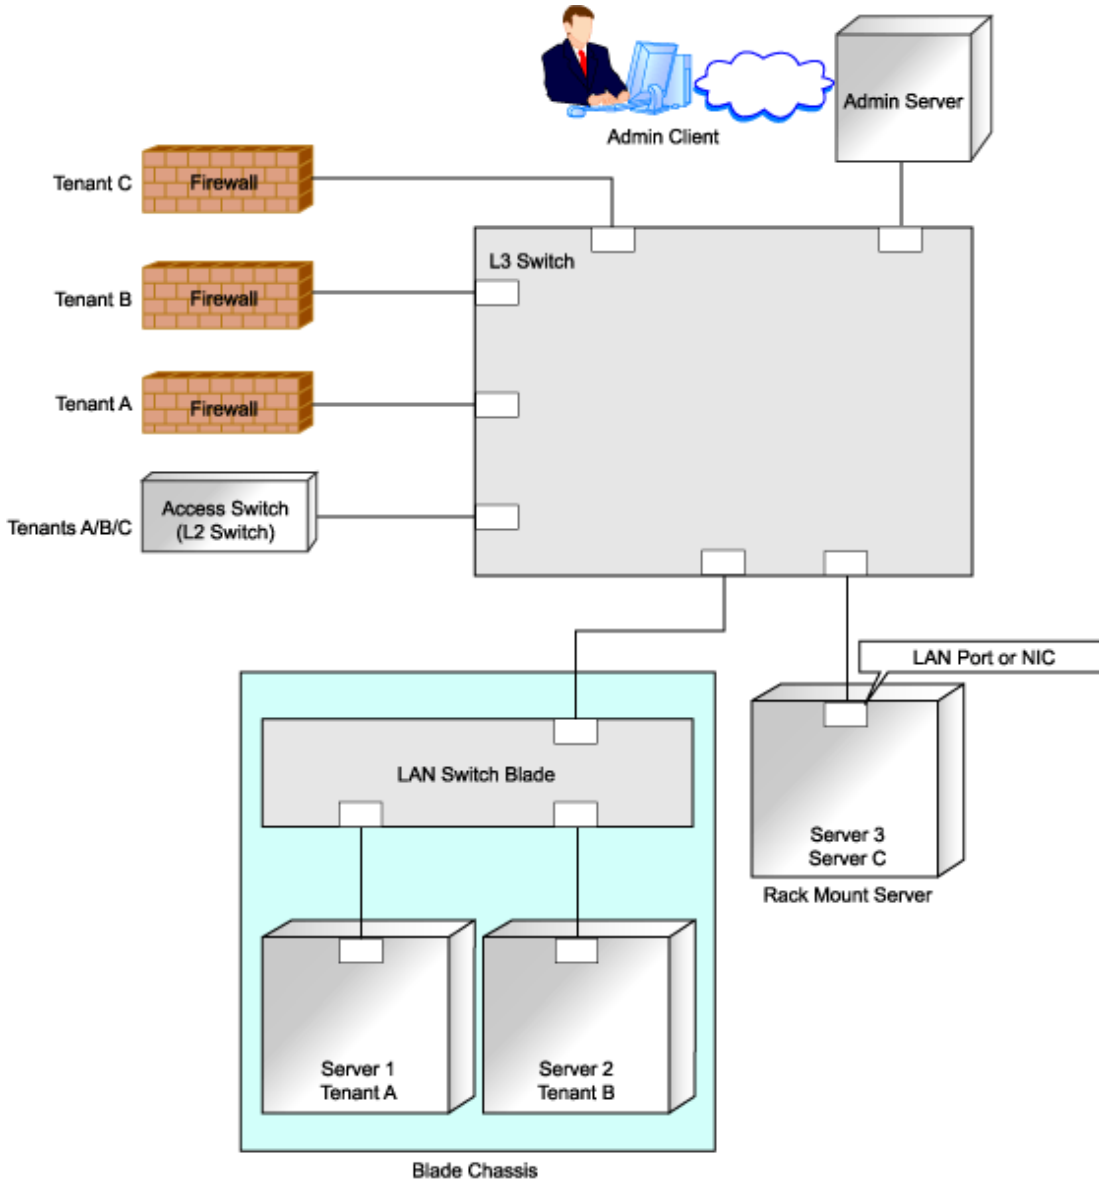 Admin Server
Admin Client
Tenant C
Firewall
L3 Switch
Tenant B
Firewall
Tenant A
Firewall
Tenants A/B/C
Access Switch
(L2 Switch)
LAN Port or NIC
LAN Switch Blade
Server 3
Server C
Rack Mount Server
Server 1
Tenant A
Server 2
Tenant B
Blade Chassis